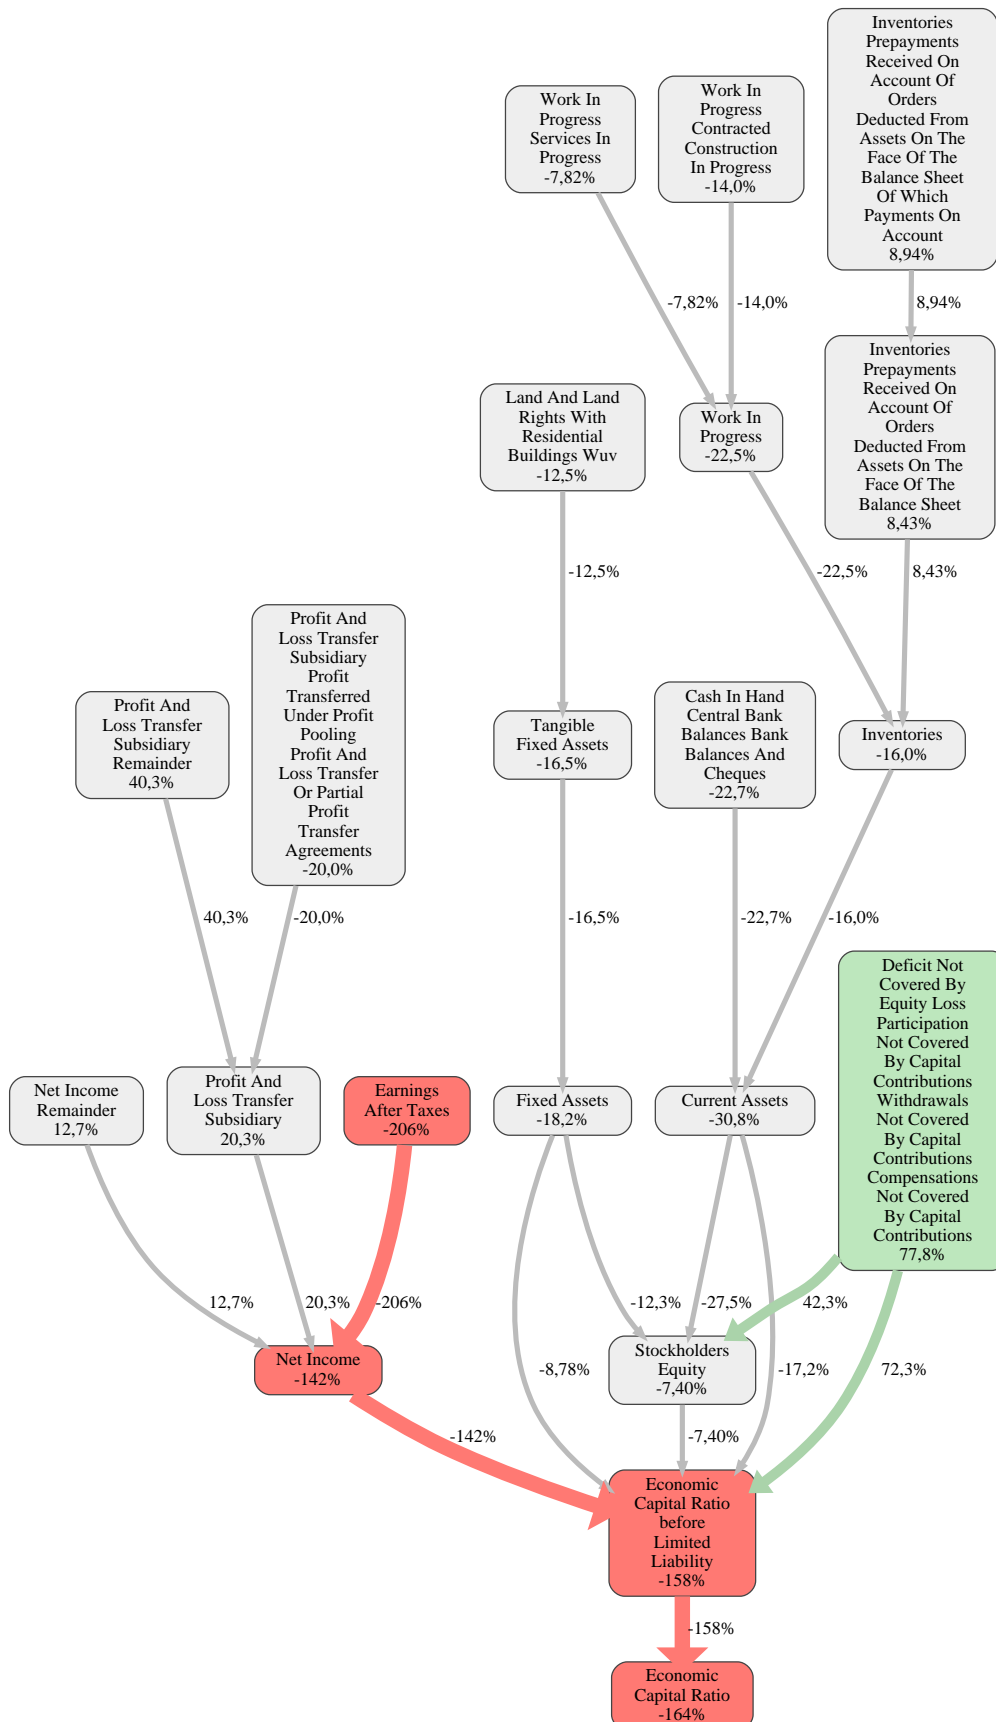 Inventories
Prepayments
Received On
Account Of
Orders
Deducted From
Assets On The
Face Of The
Balance Sheet
Of Which
Payments On
Account
8,94%
Work In
Progress
Services In
Progress
-7,82%
Work In
Progress
Contracted
Construction
In Progress
-14,0%
-7,82%
-14,0%
8,94%
Inventories
Prepayments
Received On
Account Of
Orders
Deducted From
Assets On The
Face Of The
Balance Sheet
8,43%
Land And Land
Rights With
Residential
Buildings Wuv
-12,5%
Work In
Progress
-22,5%
-12,5%
-22,5%
8,43%
Profit And
Loss Transfer
Subsidiary
Profit
Transferred
Under Profit
Pooling
Profit And
Loss Transfer
Or Partial
Profit
Transfer
Agreements
-20,0%
Profit And
Loss Transfer
Subsidiary
Remainder
40,3%
Tangible
Fixed Assets
-16,5%
Cash In Hand
Central Bank
Balances Bank
Balances And
Cheques
-22,7%
Inventories
-16,0%
40,3%
-20,0%
-16,5%
-22,7%
-16,0%
Deficit Not
Covered By
Equity Loss
Participation
Not Covered
By Capital
Contributions
Withdrawals
Not Covered
By Capital
Contributions
Compensations
Not Covered
By Capital
Contributions
77,8%
Net Income
Remainder
12,7%
Profit And
Loss Transfer
Subsidiary
20,3%
Earnings
After Taxes
-206%
Fixed Assets
-18,2%
Current Assets
-30,8%
12,7%
20,3%
-206%
-12,3%
-27,5%
42,3%
Net Income
-142%
-8,78%
Stockholders
Equity
-7,40%
-17,2%
72,3%
-142%
-7,40%
Economic
Capital Ratio
before
Limited
Liability
-158%
-158%
Economic
Capital Ratio
-164%